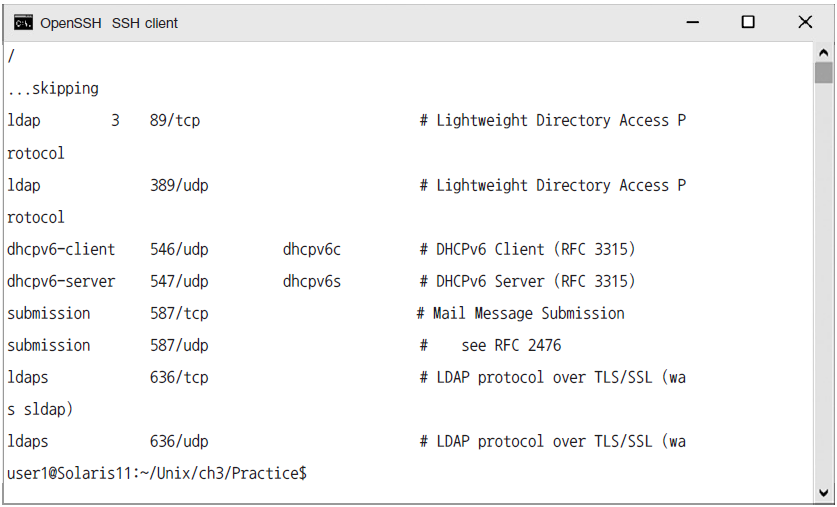 OpenSSH SSH client
/
...skipping
ldap 3 89/tcp # Lightweight Directory Access P
rotocol
ldap 389/udp # Lightweight Directory Access P
rotocol
dhcpv6-client 546/udp dhcpv6c # DHCPv6 Client (RFC 3315)
dhcpv6-server 547/udp dhcpv6s # DHCPv6 Server (RFC 3315)
submission 587/tcp # Mail Message Submission
submission 587/udp # see RFC 2476
ldaps 636/tcp # LDAP protocol over TLS/SSL (wa
s sldap)
ldaps 636/udp # LDAP protocol over TLS/SSL (wa
user1@Solaris11:~/Unix/ch3/Practice$